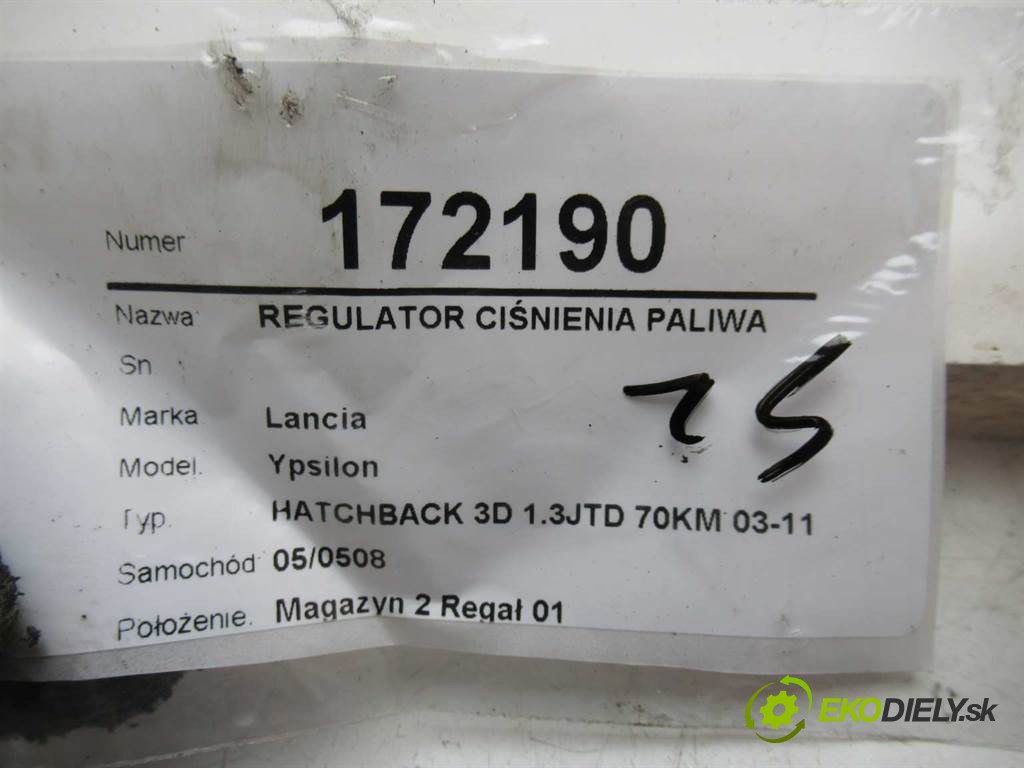 Numer 172190
Nazwa: REGULATOR CIŚNIENIA PALIWA
Sn
Marka Lancia
Model. Ypsilon
Typ. HATCHBACK 3D 1.3JTD 70KM 03-11
Samochód 05/0508
Położenie. Magazyn 2 Regał 01
EKODIELY.sk